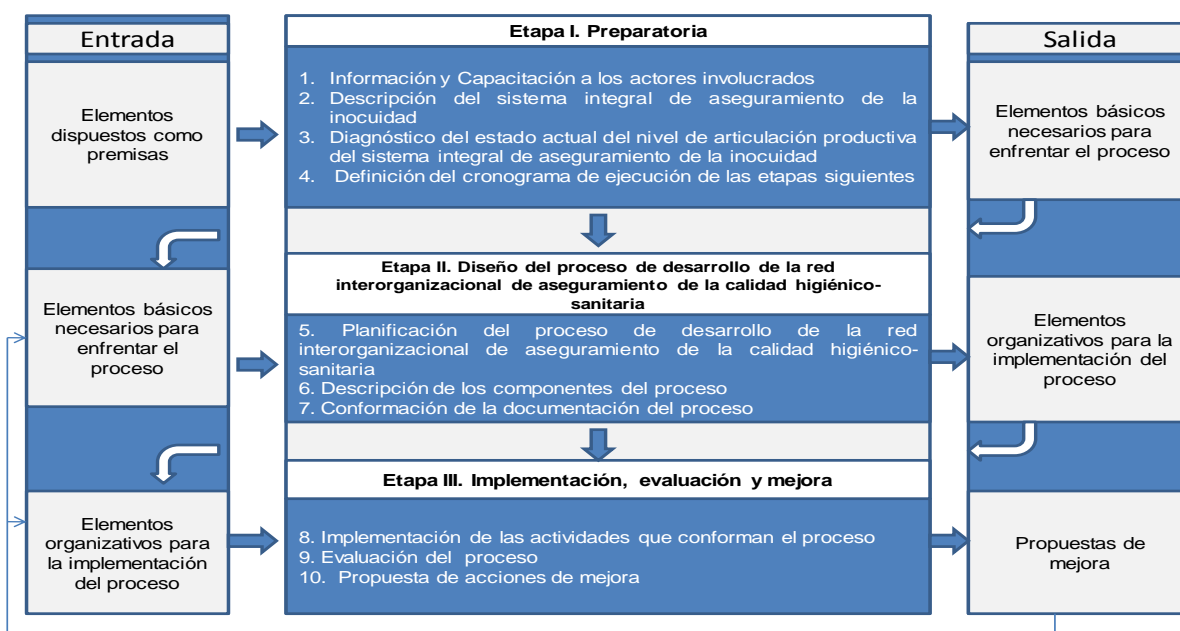 Entrada
Elementos
dispuestos como
premisas
Elementos básicos
necesarios para
enfrentar el
proceso
Elementos
organizativos para
la implementación
del proceso
Etapa I. Preparatoria
1. Información y Capacitación a los actores involucrados
2. Descripción del sistema integral de aseguramiento de la
inocuidad
3. Diagnóstico del estado actual del nivel de articulación productiva
del sistema integral de aseguramiento de la inocuidad
4. Definición del cronograma de ejecución de las etapas siguientes
Etapa II. Diseño del proceso de desarrollo de la red
interorganizacional de aseguramiento de la calidad higiénico-
sanitaria
5. Planificación del proceso de desarrollo de la red
interorganizacional de aseguramiento de la calidad higiénico-
sanitaria
6. Descripción de los componentes del proceso
7. Conformación de la documentación del proceso
Etapa III. Implementación, evaluación y mejora
8. Implementación de las actividades que conforman el proceso
9. Evaluación del proceso
10. Propuesta de acciones de mejora
Salida
Elementos básicos
necesarios para
enfrentar el proceso
Elementos
organizativos para la
implementación del
proceso
Propuestas de
mejora